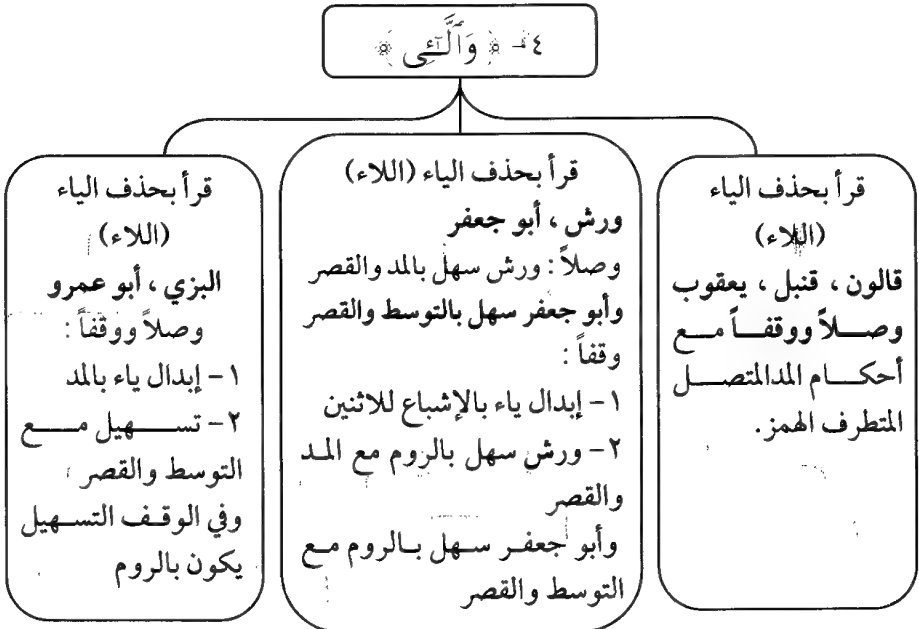 ٤- ﴿ وَٱلَّـٰٓـِٔى ﴾
قرأ بحذف الياء
(اللاء)
قالون ، قنبل ، يعقوب
وصلاً ووقفاً مع
أحكام المد المتصل
المتطرف الهمز.
قرأ بحذف الياء (اللاء)
ورش ، أبو جعفر
وصلاً : ورش سهل بالمد والقصر
وأبو جعفر سهل بالتوسط والقصر
وقفاً :
١- إبدال ياء بالإشباع للاثنين
٢- ورش سهل بالروم مع المد
والقصر
وأبو جعفر سهل بالروم مع
التوسط والقصر
قرأ بحذف الياء
(اللاء)
البزي ، أبو عمرو
وصلاً ووقفاً :
١- إبدال ياء بالمد
٢- تسهيل مع
التوسط والقصر
وفي الوقف التسهيل
يكون بالروم